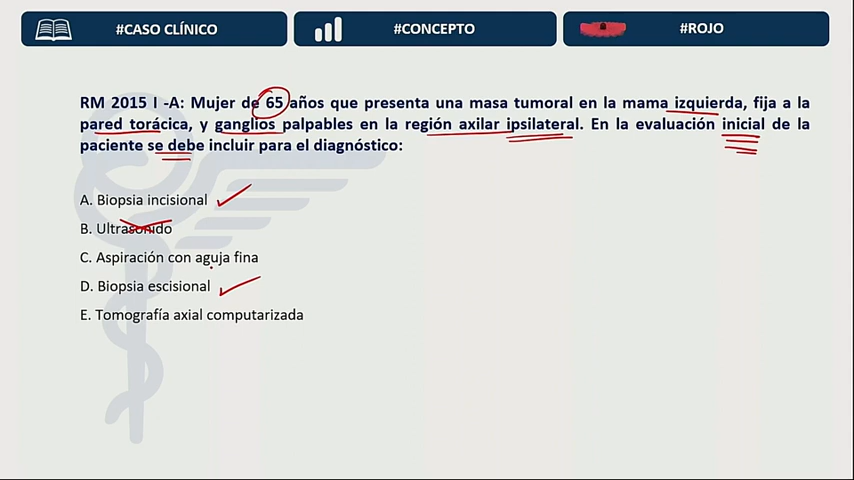 #CASO CLÍNICO
#CONCEPTO
#ROJO
RM 2015 I -A: Mujer de 65 años que presenta una masa tumoral en la mama izquierda, fija a la
pared torácica, y ganglios palpables en la región axilar ipsilateral. En la evaluación inicial de la
paciente se debe incluir para el diagnóstico:
A. Biopsia incisional
B. Ultrasonido
C. Aspiración con aguja fina
D. Biopsia escisional
E. Tomografía axial computarizada